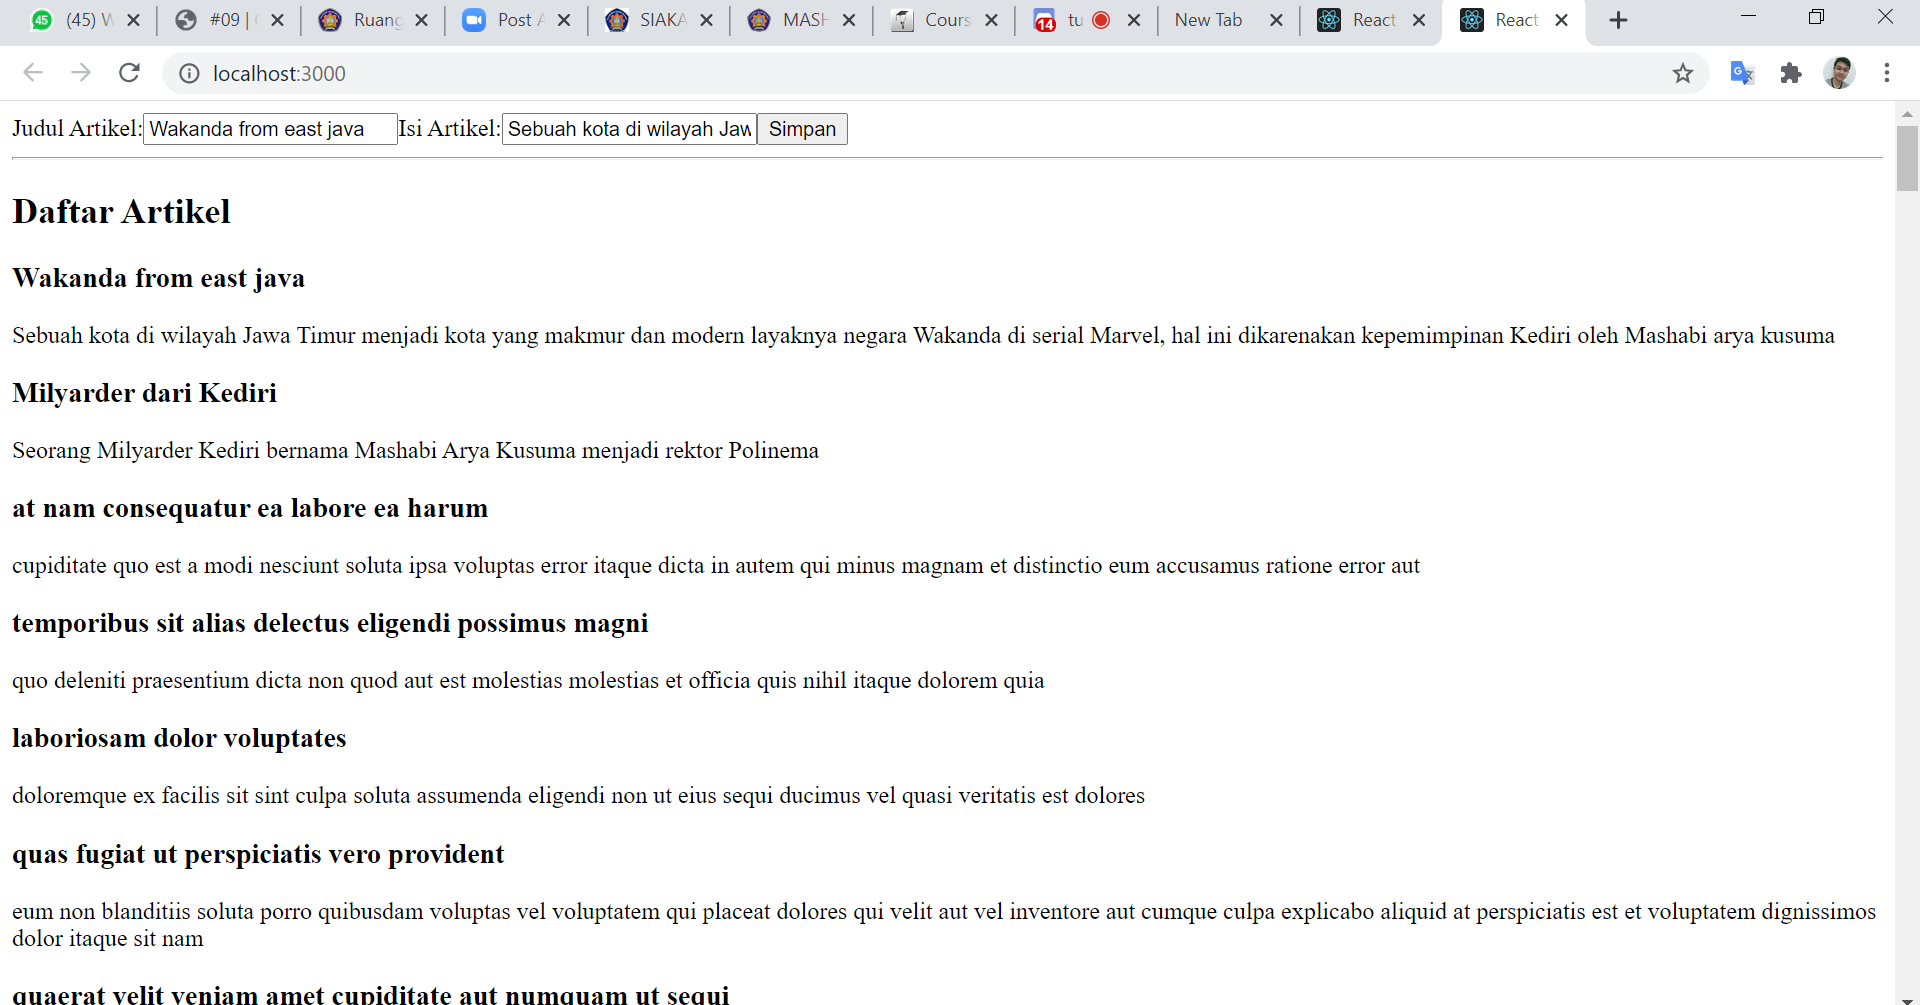 45 (45) W #09 | Ruang Post SIAKA MASH Cours 14 tu New Tab React React
localhost:3000
Judul Artikel: Wakanda from east java Isi Artikel: Sebuah kota di wilayah Jaw Simpan
Daftar Artikel
Wakanda from east java
Sebuah kota di wilayah Jawa Timur menjadi kota yang makmur dan modern layaknya negara Wakanda di serial Marvel, hal ini dikarenakan kepemimpinan Kediri oleh Mashabi arya kusuma
Milyarder dari Kediri
Seorang Milyarder Kediri bernama Mashabi Arya Kusuma menjadi rektor Polinema
at nam consequatur ea labore ea harum
cupiditate quo est a modi nesciunt soluta ipsa voluptas error itaque dicta in autem qui minus magnam et distinctio eum accusamus ratione error aut
temporibus sit alias delectus eligendi possimus magni
quo deleniti praesentium dicta non quod aut est molestias molestias et officia quis nihil itaque dolorem quia
laboriosam dolor voluptates
doloremque ex facilis sit sint culpa soluta assumenda eligendi non ut eius sequi ducimus vel quasi veritatis est dolores
quas fugiat ut perspiciatis vero provident
eum non blanditiis soluta porro quibusdam voluptas vel voluptatem qui placeat dolores qui velit aut vel inventore aut cumque culpa explicabo aliquid at perspiciatis est et voluptatem dignissimos
dolor itaque sit nam
quaerat velit veniam amet cupiditate aut numquam ut sequi